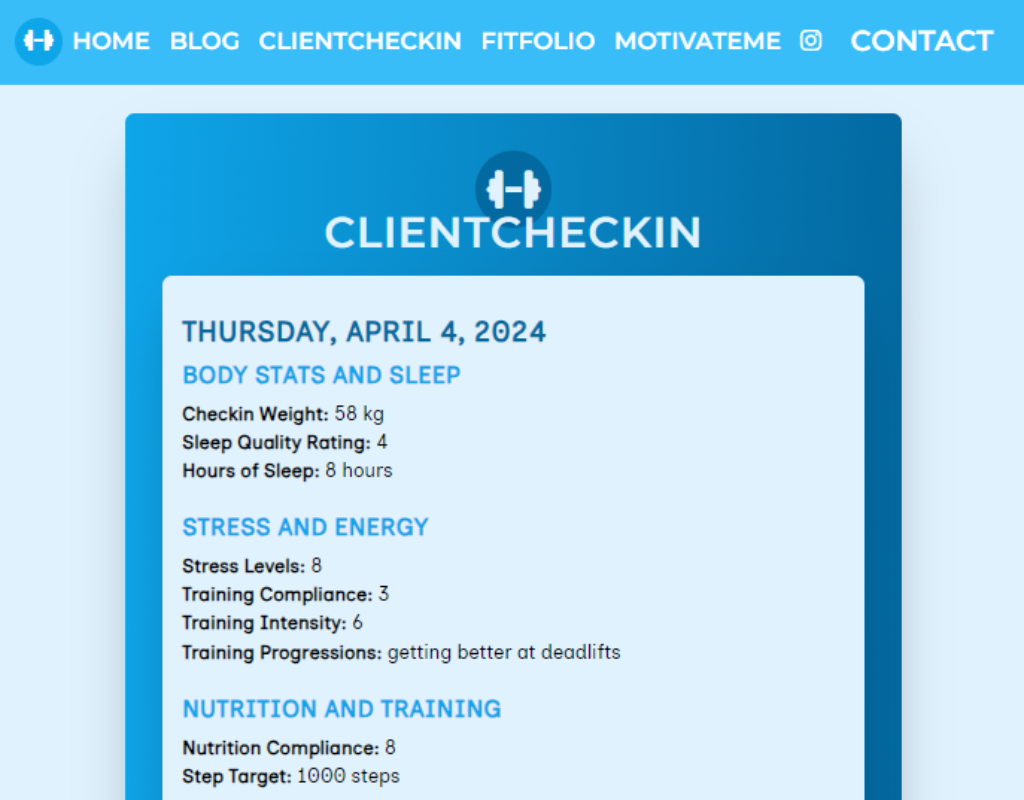 HOME BLOG CLIENTCHECKIN FITFOLIO MOTIVATEME CONTACT
CLIENTCHECKIN
THURSDAY, APRIL 4, 2024
BODY STATS AND SLEEP
Checkin Weight: 58 kg
Sleep Quality Rating: 4
Hours of Sleep: 8 hours
STRESS AND ENERGY
Stress Levels: 8
Training Compliance: 3
Training Intensity: 6
Training Progressions: getting better at deadlifts
NUTRITION AND TRAINING
Nutrition Compliance: 8
Step Target: 1000 steps